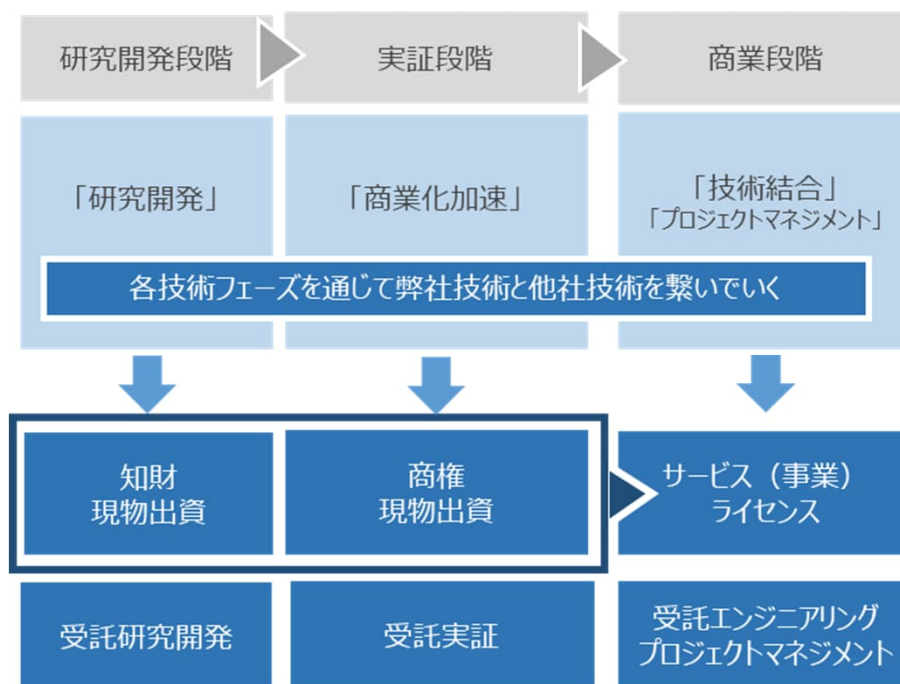 研究開発段階
実証段階
商業段階
「研究開発」
「商業化加速」
「技術結合」
「プロジェクトマネジメント」
各技術フェーズを通じて弊社技術と他社技術を繋いでいく
知財
現物出資
商権
現物出資
サービス（事業）
ライセンス
受託研究開発
受託実証
受託エンジニアリング
プロジェクトマネジメント